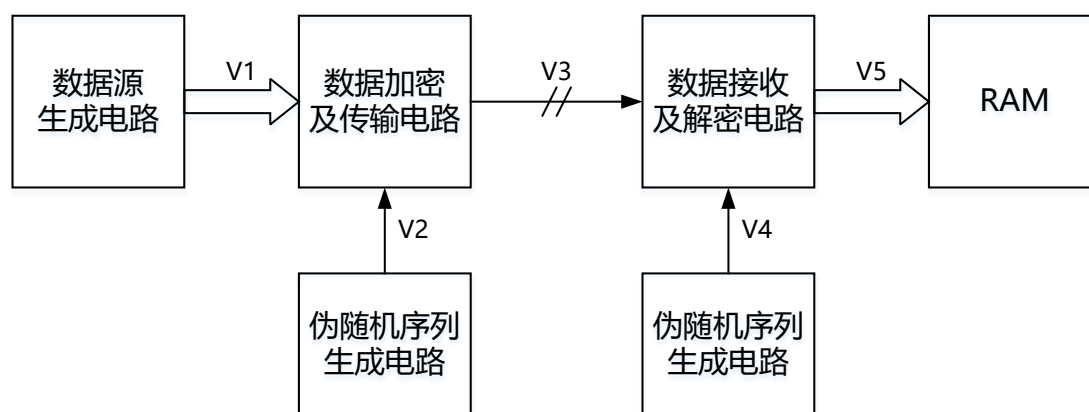 数据源
生成电路
V1
数据加密
及传输电路
V3
数据接收
及解密电路
V5
RAM
V2
V4
伪随机序列
生成电路
伪随机序列
生成电路